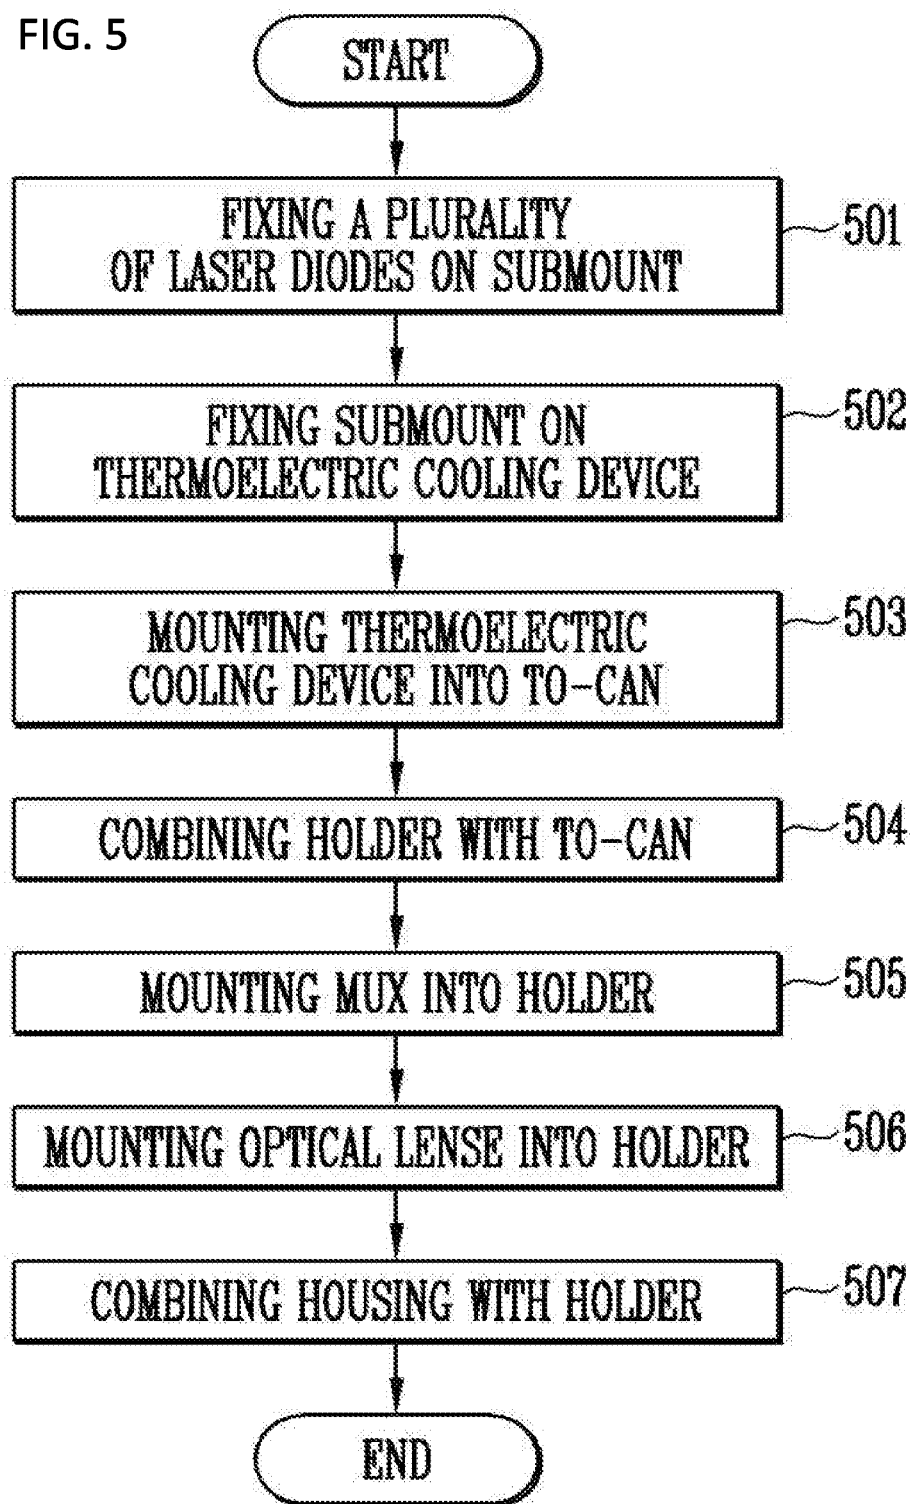 FIG. 5
START
FIXING A PLURALITY
OF LASER DIODES ON SUBMOUNT
501
FIXING SUBMOUNT ON
THERMOELECTRIC COOLING DEVICE
502
MOUNTING THERMOELECTRIC
COOLING DEVICE INTO TO-CAN
503
COMBINING HOLDER WITH TO-CAN
504
MOUNTING MUX INTO HOLDER
505
MOUNTING OPTICAL LENSE INTO HOLDER
506
COMBINING HOUSING WITH HOLDER
507
END